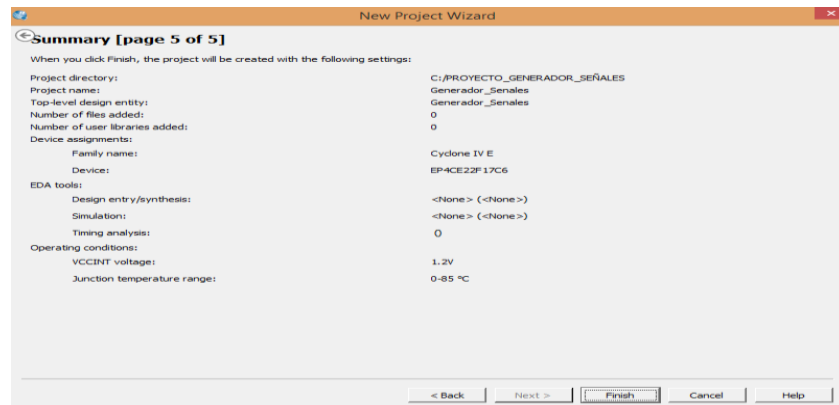 New Project Wizard
Summary [page 5 of 5]
When you click Finish, the project will be created with the following settings:
Project directory: C:/PROYECTO_GENERADOR_SEÑALES
Project name: Generador_Senales
Top-level design entity: Generador_Senales
Number of files added: 0
Number of user libraries added: 0
Device assignments:
Family name: Cyclone IV E
Device: EP4CE22F17C6
EDA tools:
Design entry/synthesis: <None> (<None>)
Simulation: <None> (<None>)
Timing analysis: 0
Operating conditions:
VCCINT voltage: 1.2V
Junction temperature range: 0-85 ºC
< Back Next > Finish Cancel Help